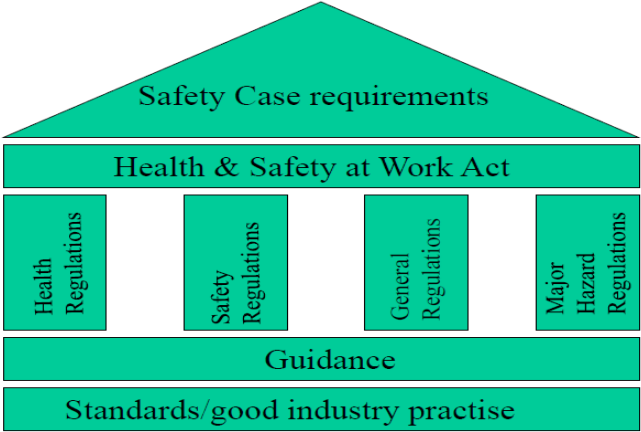 Safety Case requirements
Health & Safety at Work Act
Health
Regulations
Safety
Regulations
General
Regulations
Major
Hazard
Regulations
Guidance
Standards/good industry practise